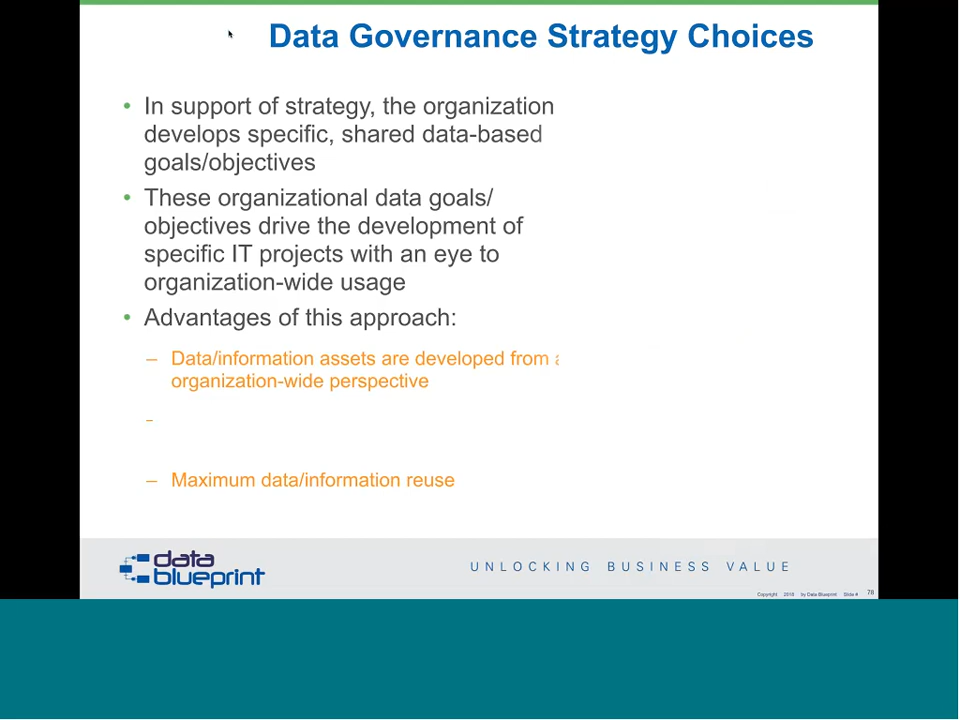 Data Governance Strategy Choices
• In support of strategy, the organization
develops specific, shared data-based
goals/objectives
• These organizational data goals/
objectives drive the development of
specific IT projects with an eye to
organization-wide usage
• Advantages of this approach:
– Data/information assets are developed from a
organization-wide perspective
–
– Maximum data/information reuse
data
blueprint
UNLOCKING BUSINESS VALUE
Copyright 2018 by Data Blueprint Slide # 78